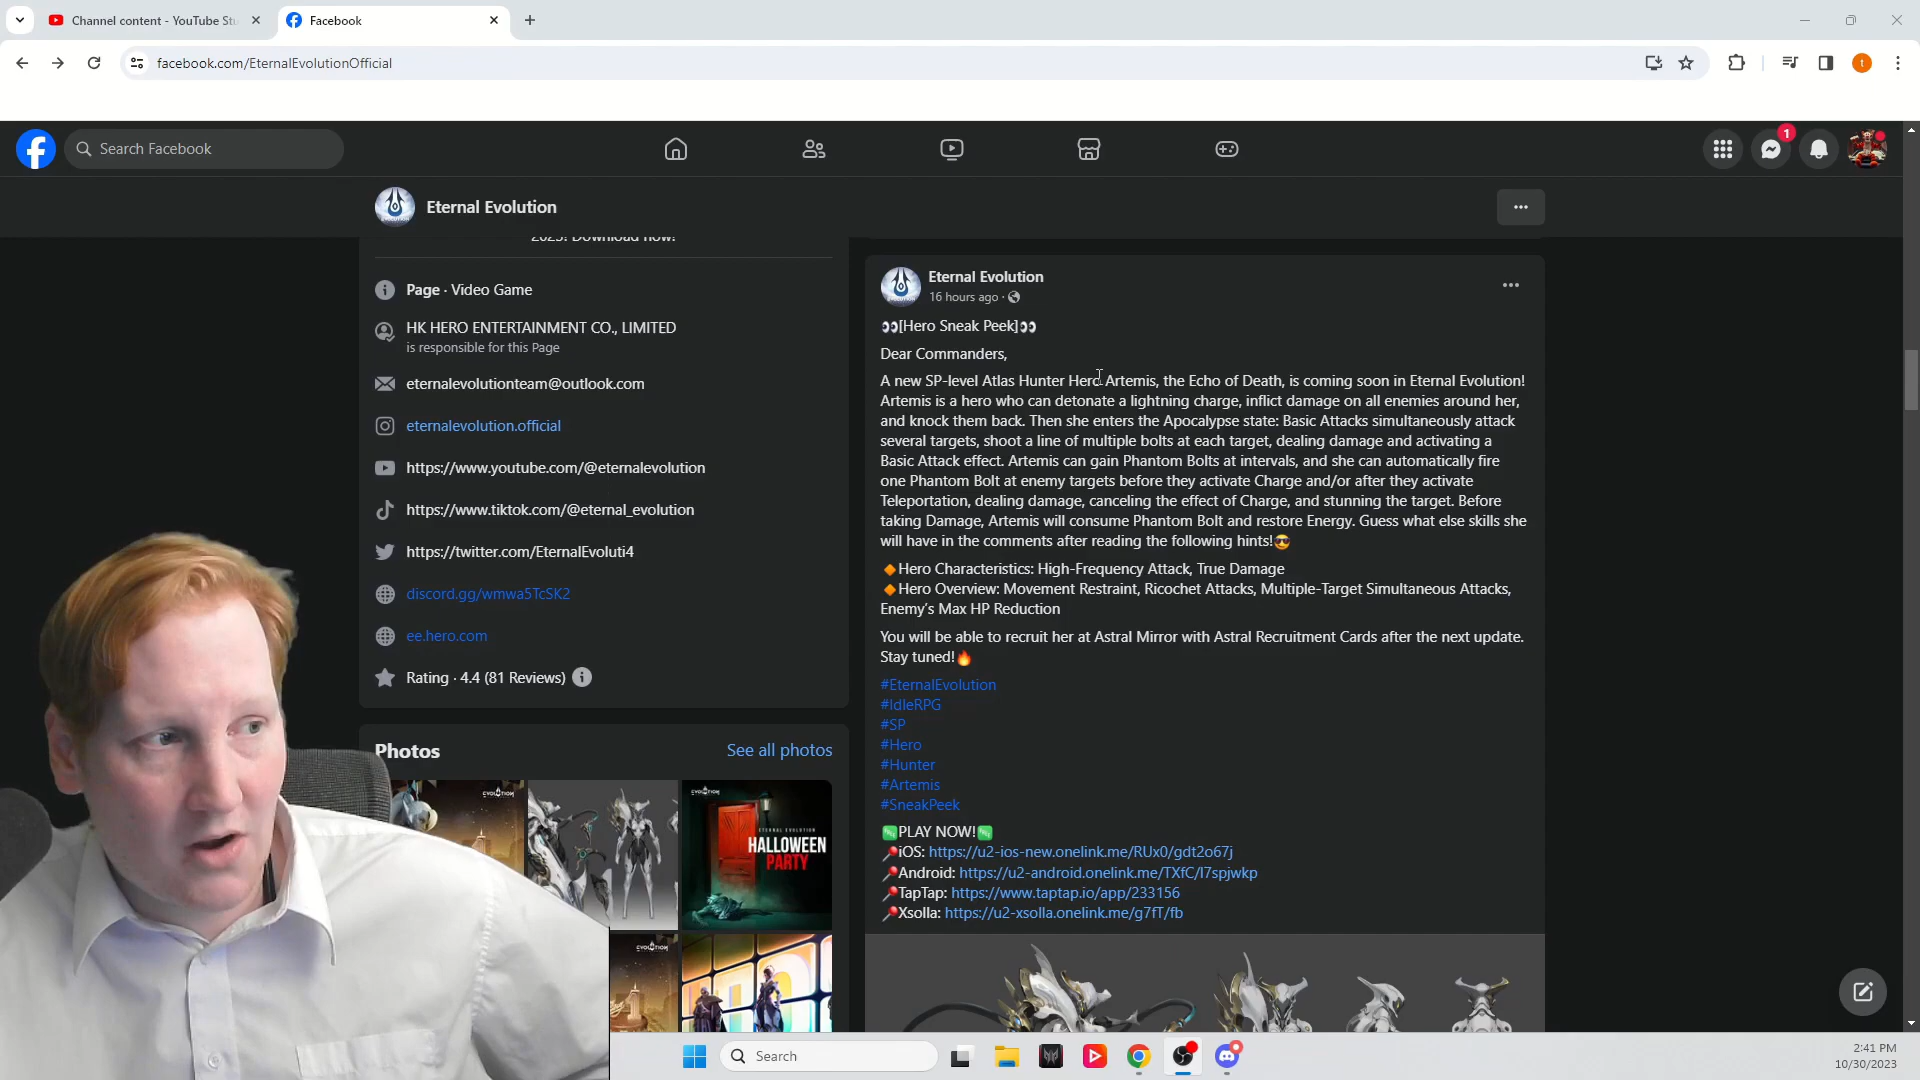 Channel content - YouTube Stu
Facebook
facebook.com/EternalEvolutionOfficial
t
Search Facebook
1
Eternal Evolution
2023! Download now!
Page · Video Game
HK HERO ENTERTAINMENT CO., LIMITED
is responsible for this Page
eternalevolutionteam@outlook.com
eternalevolution.official
https://www.youtube.com/@eternalevolution
https://www.tiktok.com/@eternal_evolution
https://twitter.com/EternalEvoluti4
discord.gg/wmwa5TcSK2
ee.hero.com
Rating · 4.4 (81 Reviews)
Photos
See all photos
EVOLUTION
EVOLUTION
ETERNAL EVOLUTION
HALLOWEEN
PARTY
EVOLUTION
Eternal Evolution
16 hours ago ·
👀[Hero Sneak Peek]👀
Dear Commanders,
A new SP-level Atlas Hunter Hero Artemis, the Echo of Death, is coming soon in Eternal Evolution!
Artemis is a hero who can detonate a lightning charge, inflict damage on all enemies around her,
and knock them back. Then she enters the Apocalypse state: Basic Attacks simultaneously attack
several targets, shoot a line of multiple bolts at each target, dealing damage and activating a
Basic Attack effect. Artemis can gain Phantom Bolts at intervals, and she can automatically fire
one Phantom Bolt at enemy targets before they activate Charge and/or after they activate
Teleportation, dealing damage, canceling the effect of Charge, and stunning the target. Before
taking Damage, Artemis will consume Phantom Bolt and restore Energy. Guess what else skills she
will have in the comments after reading the following hints!😎
🔸Hero Characteristics: High-Frequency Attack, True Damage
🔸Hero Overview: Movement Restraint, Ricochet Attacks, Multiple-Target Simultaneous Attacks,
Enemy's Max HP Reduction
You will be able to recruit her at Astral Mirror with Astral Recruitment Cards after the next update.
Stay tuned!🔥
#EternalEvolution
#IdleRPG
#SP
#Hero
#Hunter
#Artemis
#SneakPeek
PLAY NOW!
iOS: https://u2-ios-new.onelink.me/RUx0/gdt2o67j
Android: https://u2-android.onelink.me/TXfC/l7spjwkp
TapTap: https://www.taptap.io/app/233156
Xsolla: https://u2-xsolla.onelink.me/g7fT/fb
Search
2:41 PM
10/30/2023